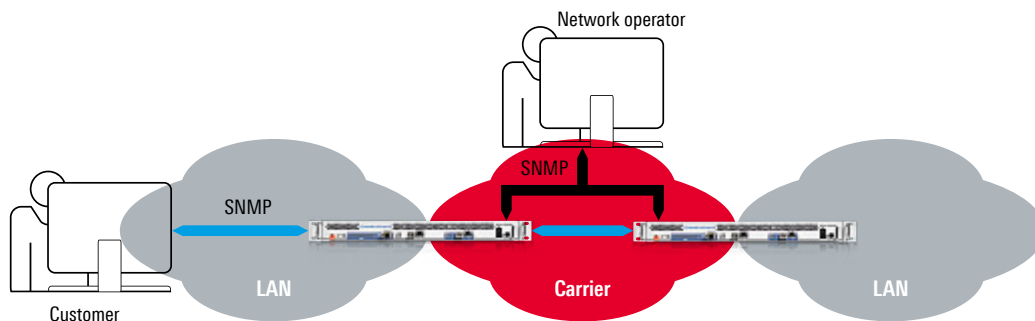 Network operator
SNMP
SNMP
LAN
Carrier
LAN
Customer